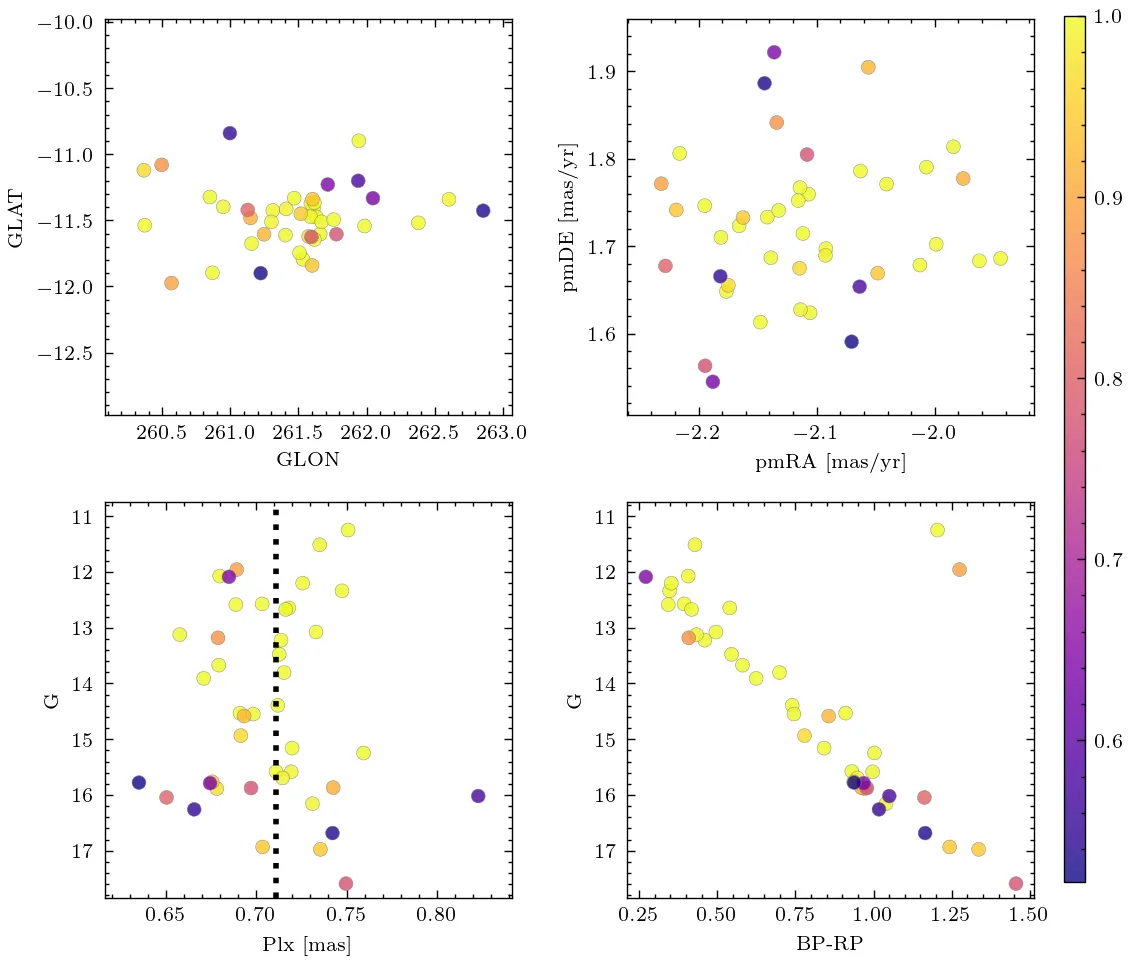 −10.0
−10.5
−11.0
−11.5
−12.0
−12.5
GLAT
260.5 261.0 261.5 262.0 262.5 263.0
GLON
1.9
1.8
1.7
1.6
pmDE [mas/yr]
−2.2 −2.1 −2.0
pmRA [mas/yr]
1.0
0.9
0.8
0.7
0.6
11
12
13
14
15
16
17
G
0.65 0.70 0.75 0.80
Plx [mas]
11
12
13
14
15
16
17
G
0.25 0.50 0.75 1.00 1.25 1.50
BP-RP